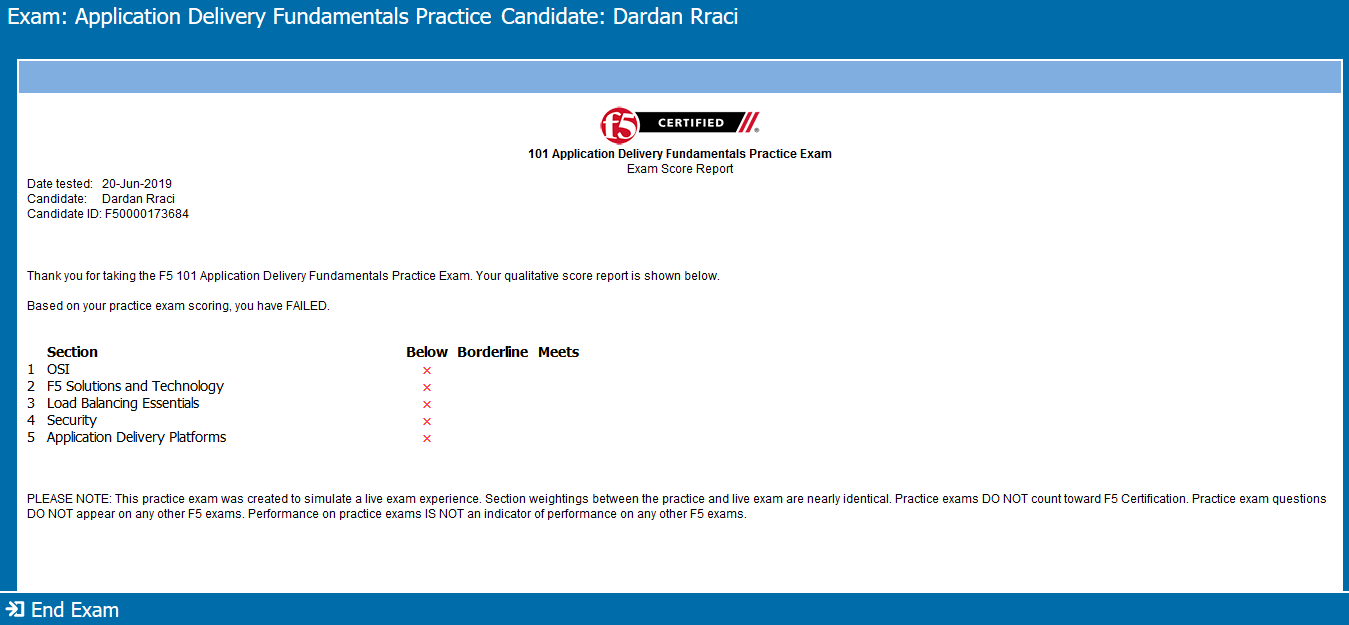 Exam: Application Delivery Fundamentals Practice Candidate: Dardan Rraci
f5 CERTIFIED ®
101 Application Delivery Fundamentals Practice Exam
Exam Score Report
Date tested: 20-Jun-2019
Candidate: Dardan Rraci
Candidate ID: F50000173684
Thank you for taking the F5 101 Application Delivery Fundamentals Practice Exam. Your qualitative score report is shown below.
Based on your practice exam scoring, you have FAILED.
Section Below Borderline Meets
1 OSI ×
2 F5 Solutions and Technology ×
3 Load Balancing Essentials ×
4 Security ×
5 Application Delivery Platforms ×
PLEASE NOTE: This practice exam was created to simulate a live exam experience. Section weightings between the practice and live exam are nearly identical. Practice exams DO NOT count toward F5 Certification. Practice exam questions
DO NOT appear on any other F5 exams. Performance on practice exams IS NOT an indicator of performance on any other F5 exams.
End Exam